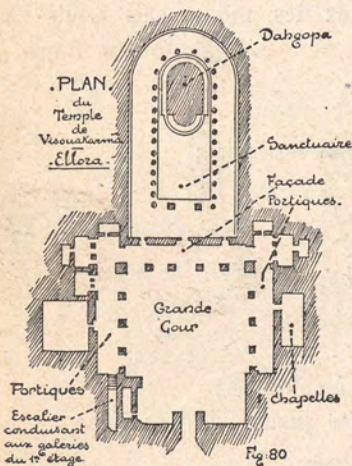 .PLAN.
du
Temple
de
Visouakarmâ
.Ellora.
Dahgopa
Sanctuaire
Façade
Portiques.
Grande
Cour
Portiques
Escalier
conduisant
aux galeries
du 1er étage
Chapelles
Fig:80